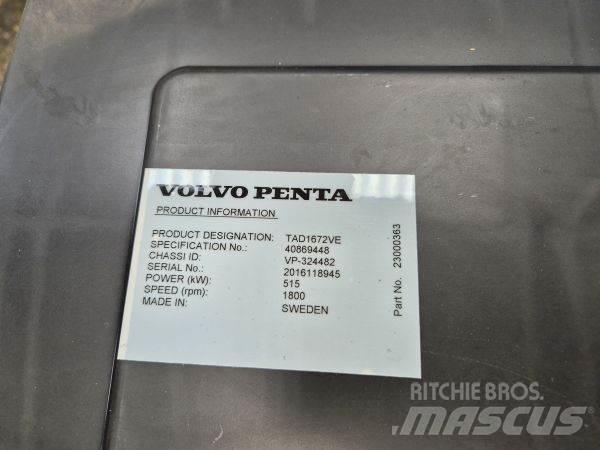 VOLVO PENTA
PRODUCT INFORMATION
PRODUCT DESIGNATION: TAD1672VE
SPECIFICATION No.: 40869448
CHASSI ID: VP-324482
SERIAL No.: 2016118945
POWER (kW): 515
SPEED (rpm): 1800
MADE IN: SWEDEN
Part No. 23000363
RITCHIE BROS.
MASCUS